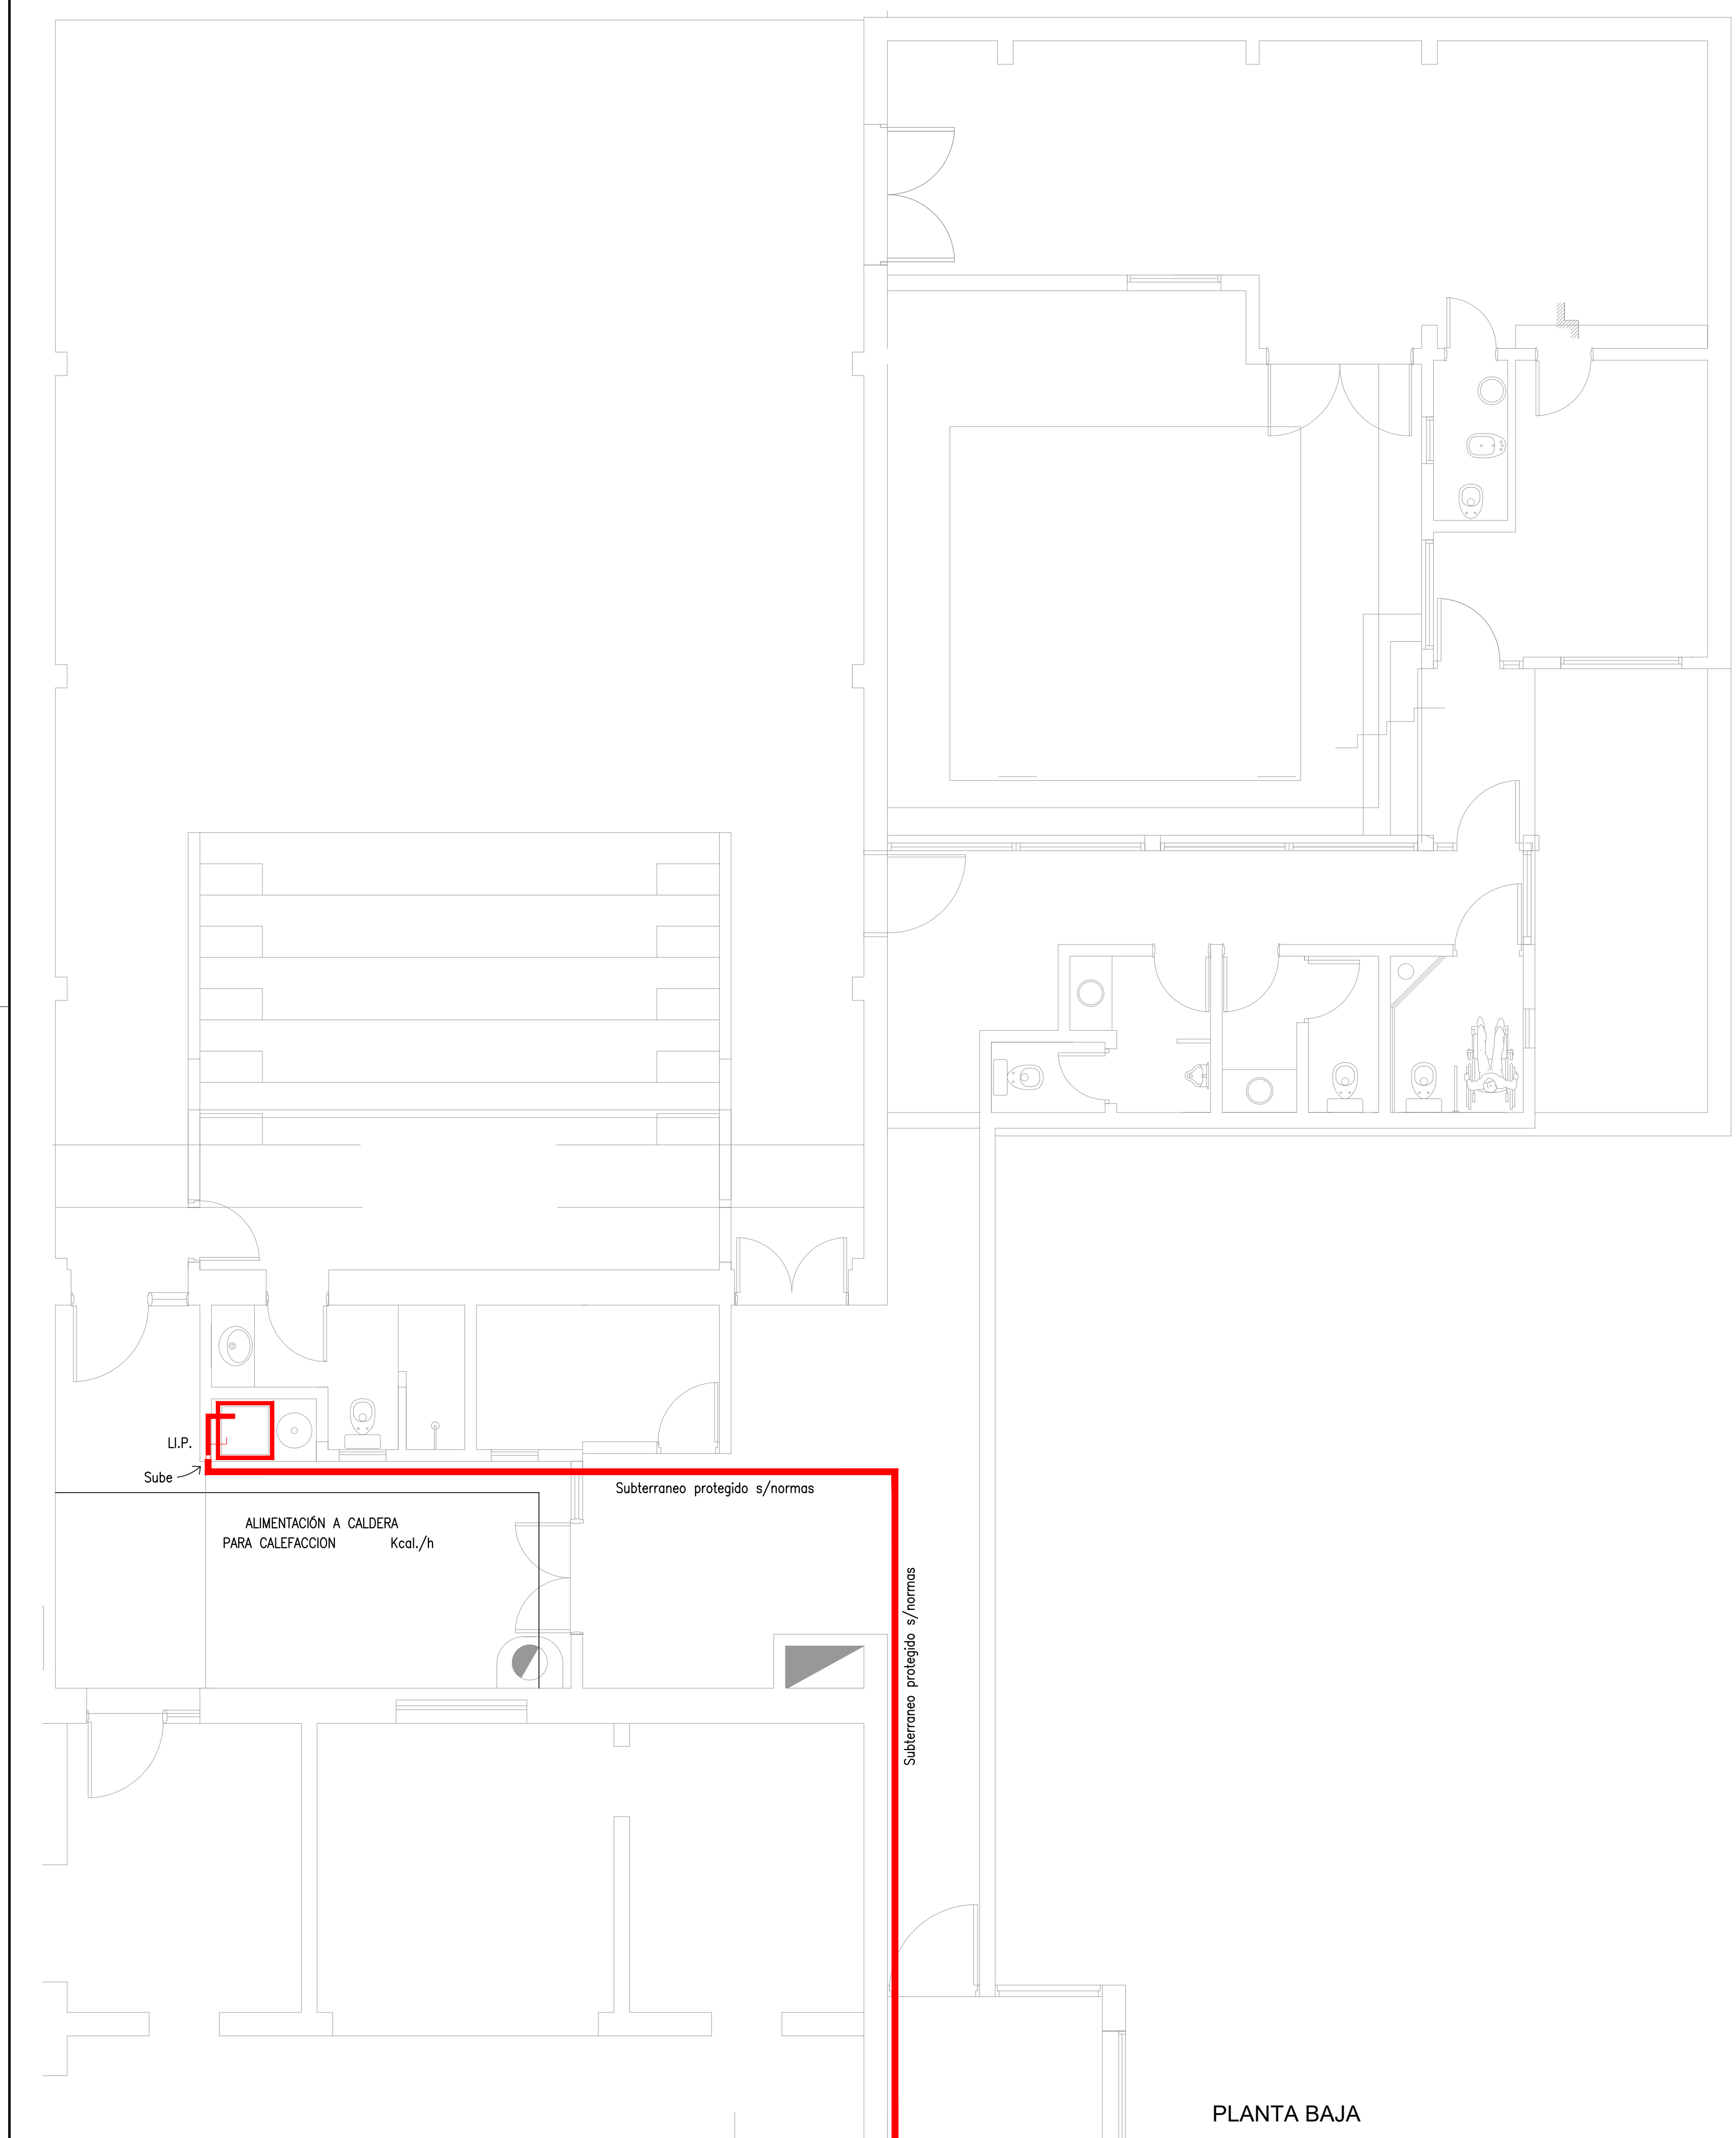 Ll.P.
Sube
Subterraneo protegido s/normas
ALIMENTACIÓN A CALDERA
PARA CALEFACCION Kcal./h
Subterraneo protegido s/normas
PLANTA BAJA